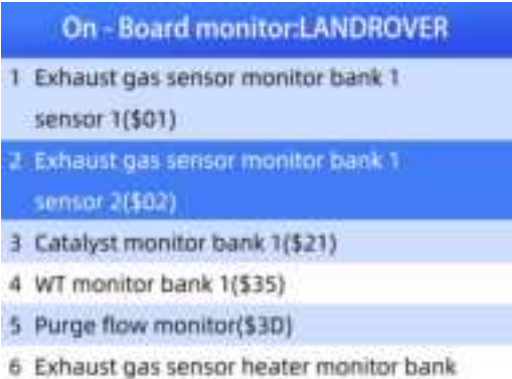 On - Board monitor:LANDROVER
1 Exhaust gas sensor monitor bank 1
sensor 1($01)
2 Exhaust gas sensor monitor bank 1
sensor 2($02)
3 Catalyst monitor bank 1($21)
4 WT monitor bank 1($35)
5 Purge flow monitor($3D)
6 Exhaust gas sensor heater monitor bank